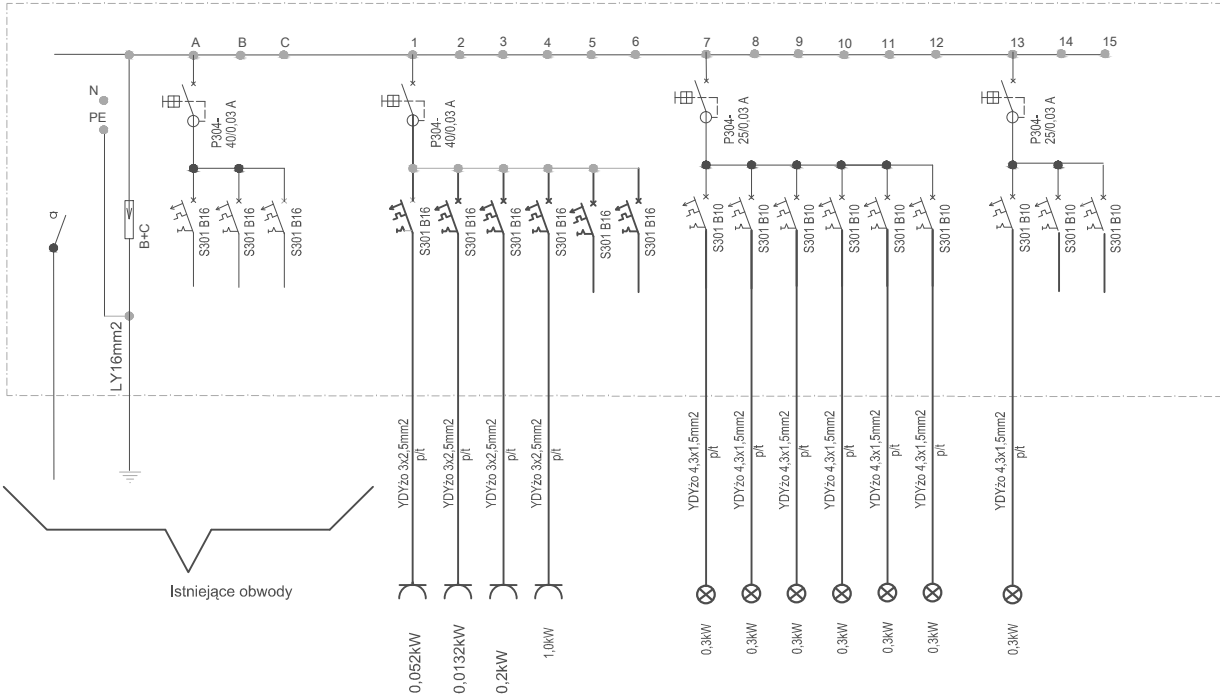 A
B
C
1
2
3
4
5
6
7
8
9
10
11
12
13
14
15
N
PE
P304-
40/0,03 A
P304-
40/0,03 A
P304-
25/0,03 A
P304-
25/0,03 A
B+C
S301 B16
S301 B16
S301 B16
S301 B16
S301 B16
S301 B16
S301 B16
S301 B16
S301 B16
S301 B10
S301 B10
S301 B10
S301 B10
S301 B10
S301 B10
S301 B10
S301 B10
S301 B10
LY16mm2
YDYżo 3x2,5mm2
p/t
YDYżo 3x2,5mm2
p/t
YDYżo 3x2,5mm2
p/t
YDYżo 3x2,5mm2
p/t
YDYżo 4,3x1,5mm2
p/t
YDYżo 4,3x1,5mm2
p/t
YDYżo 4,3x1,5mm2
p/t
YDYżo 4,3x1,5mm2
p/t
YDYżo 4,3x1,5mm2
p/t
YDYżo 4,3x1,5mm2
p/t
YDYżo 4,3x1,5mm2
p/t
Istniejące obwody
0,052kW
0,0132kW
0,2kW
1,0kW
0,3kW
0,3kW
0,3kW
0,3kW
0,3kW
0,3kW
0,3kW